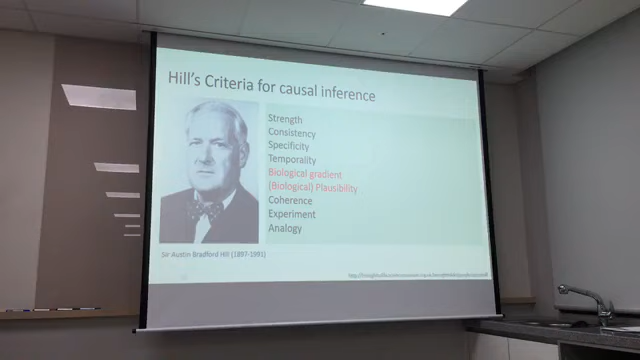 Hill's Criteria for causal inference
Strength
Consistency
Specificity
Temporality
Biological gradient
(Biological) Plausibility
Coherence
Experiment
Analogy
Sir Austin Bradford Hill (1897-1991)